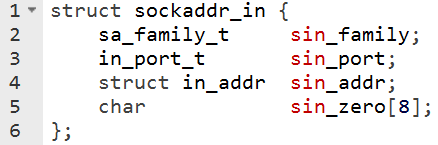 1 struct sockaddr_in {
2     sa_family_t     sin_family;
3     in_port_t       sin_port;
4     struct in_addr  sin_addr;
5     char            sin_zero[8];
6 };